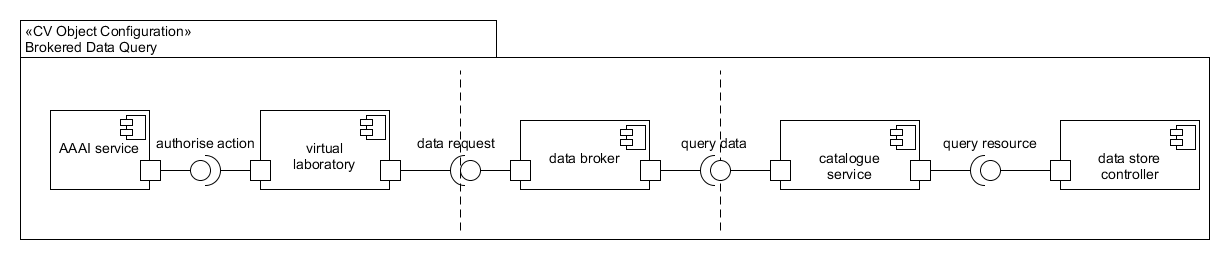 «CV Object Configuration»
Brokered Data Query
AAAI service
authorise action
virtual
laboratory
data request
data broker
query data
catalogue
service
query resource
data store
controller